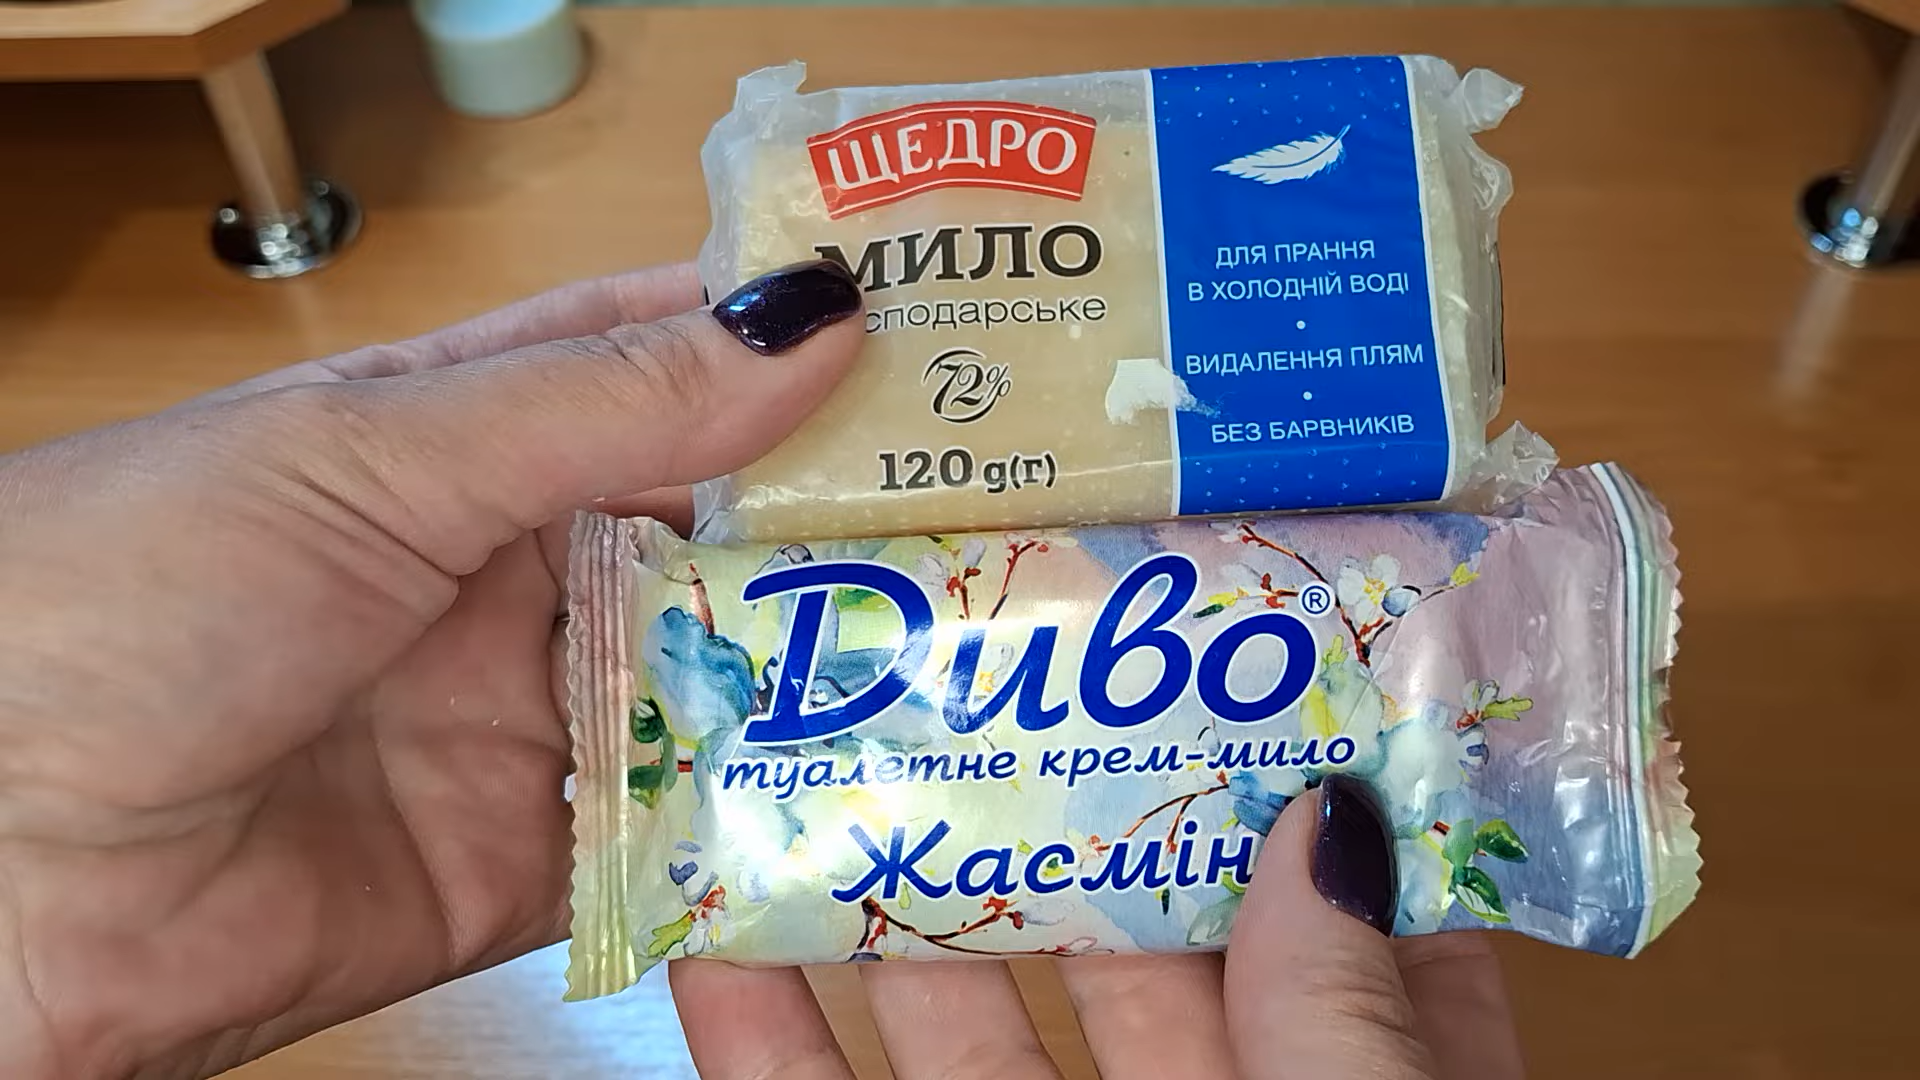 ЩЕДРО
МИЛО
сподарське
72%
120 g(г)
ДЛЯ ПРАННЯ
В ХОЛОДНІЙ ВОДІ
•
ВИДАЛЕННЯ ПЛЯМ
•
БЕЗ БАРВНИКІВ
Диво®
туалетне крем-мило
Жасмін